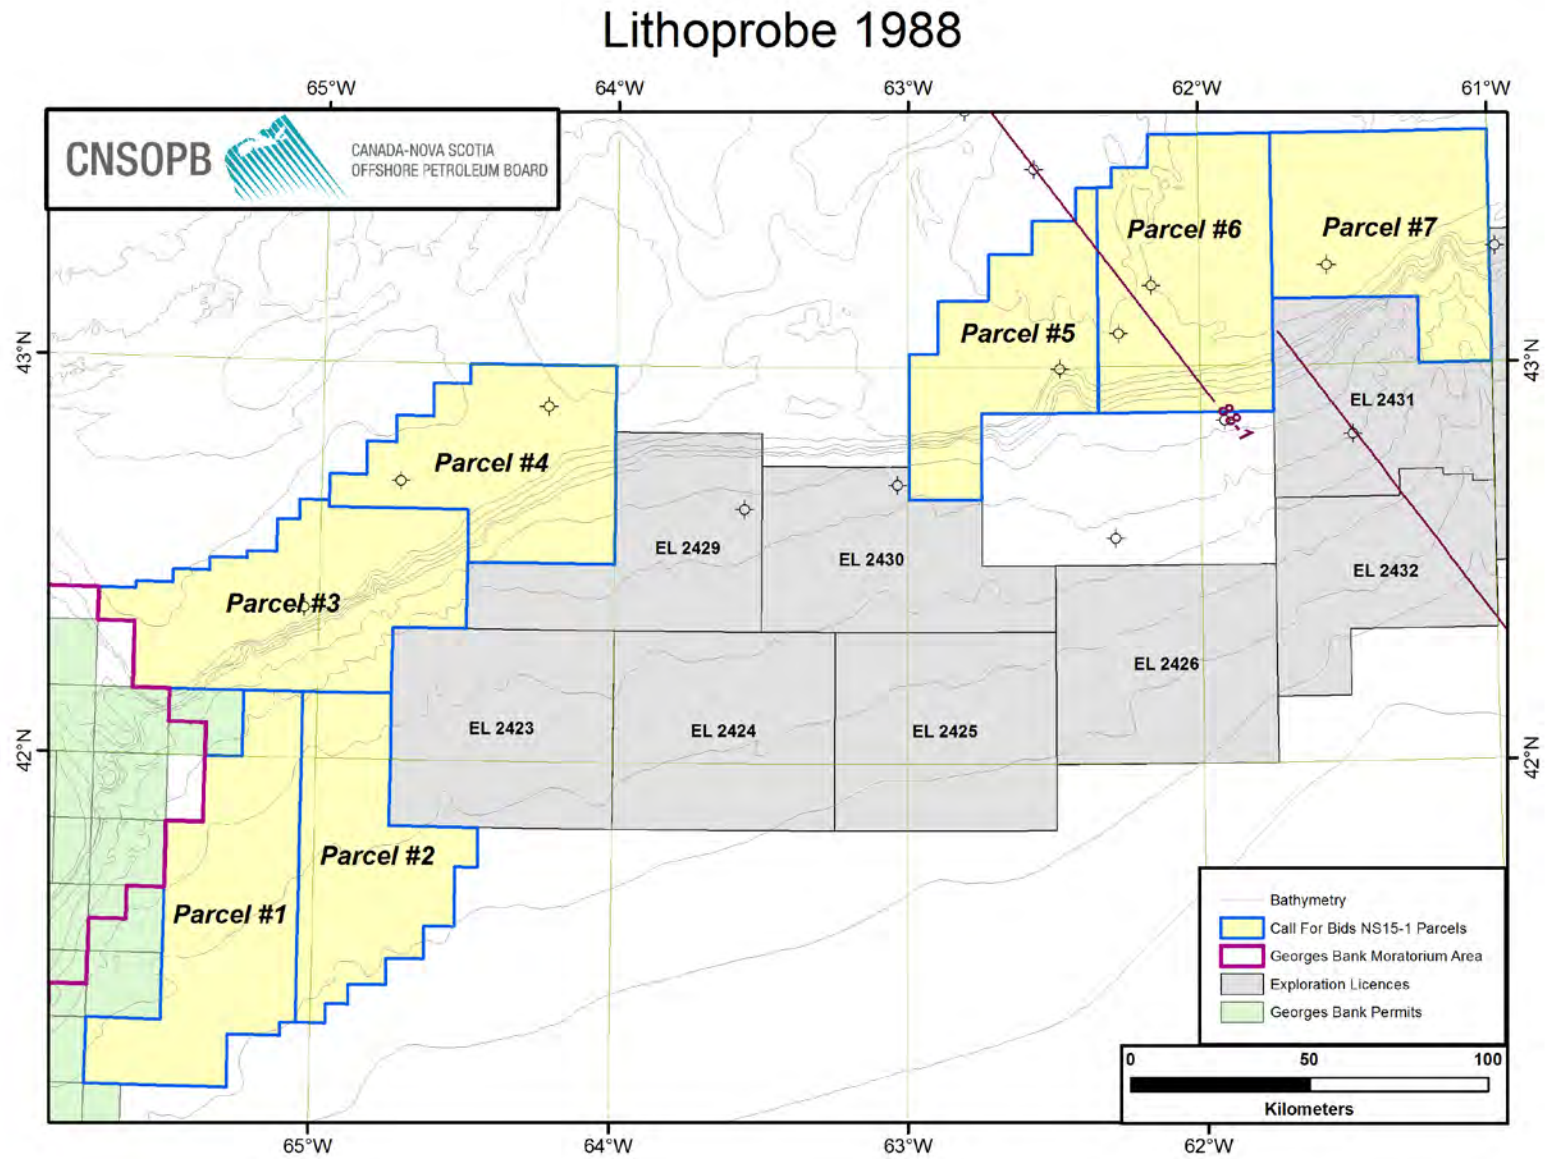 Lithoprobe 1988
65°W 64°W 63°W 62°W 61°W
CNSOPB
CANADA-NOVA SCOTIA
OFFSHORE PETROLEUM BOARD
Parcel #6
Parcel #7
Parcel #5
43°N
43°N
EL 2431
Parcel #4
EL 2429
EL 2430
EL 2432
Parcel #3
EL 2426
EL 2423
EL 2424
EL 2425
42°N
42°N
Parcel #2
Parcel #1
Bathymetry
Call For Bids NS15-1 Parcels
Georges Bank Moratorium Area
Exploration Licences
Georges Bank Permits
0 50 100
Kilometers
65°W 64°W 63°W 62°W